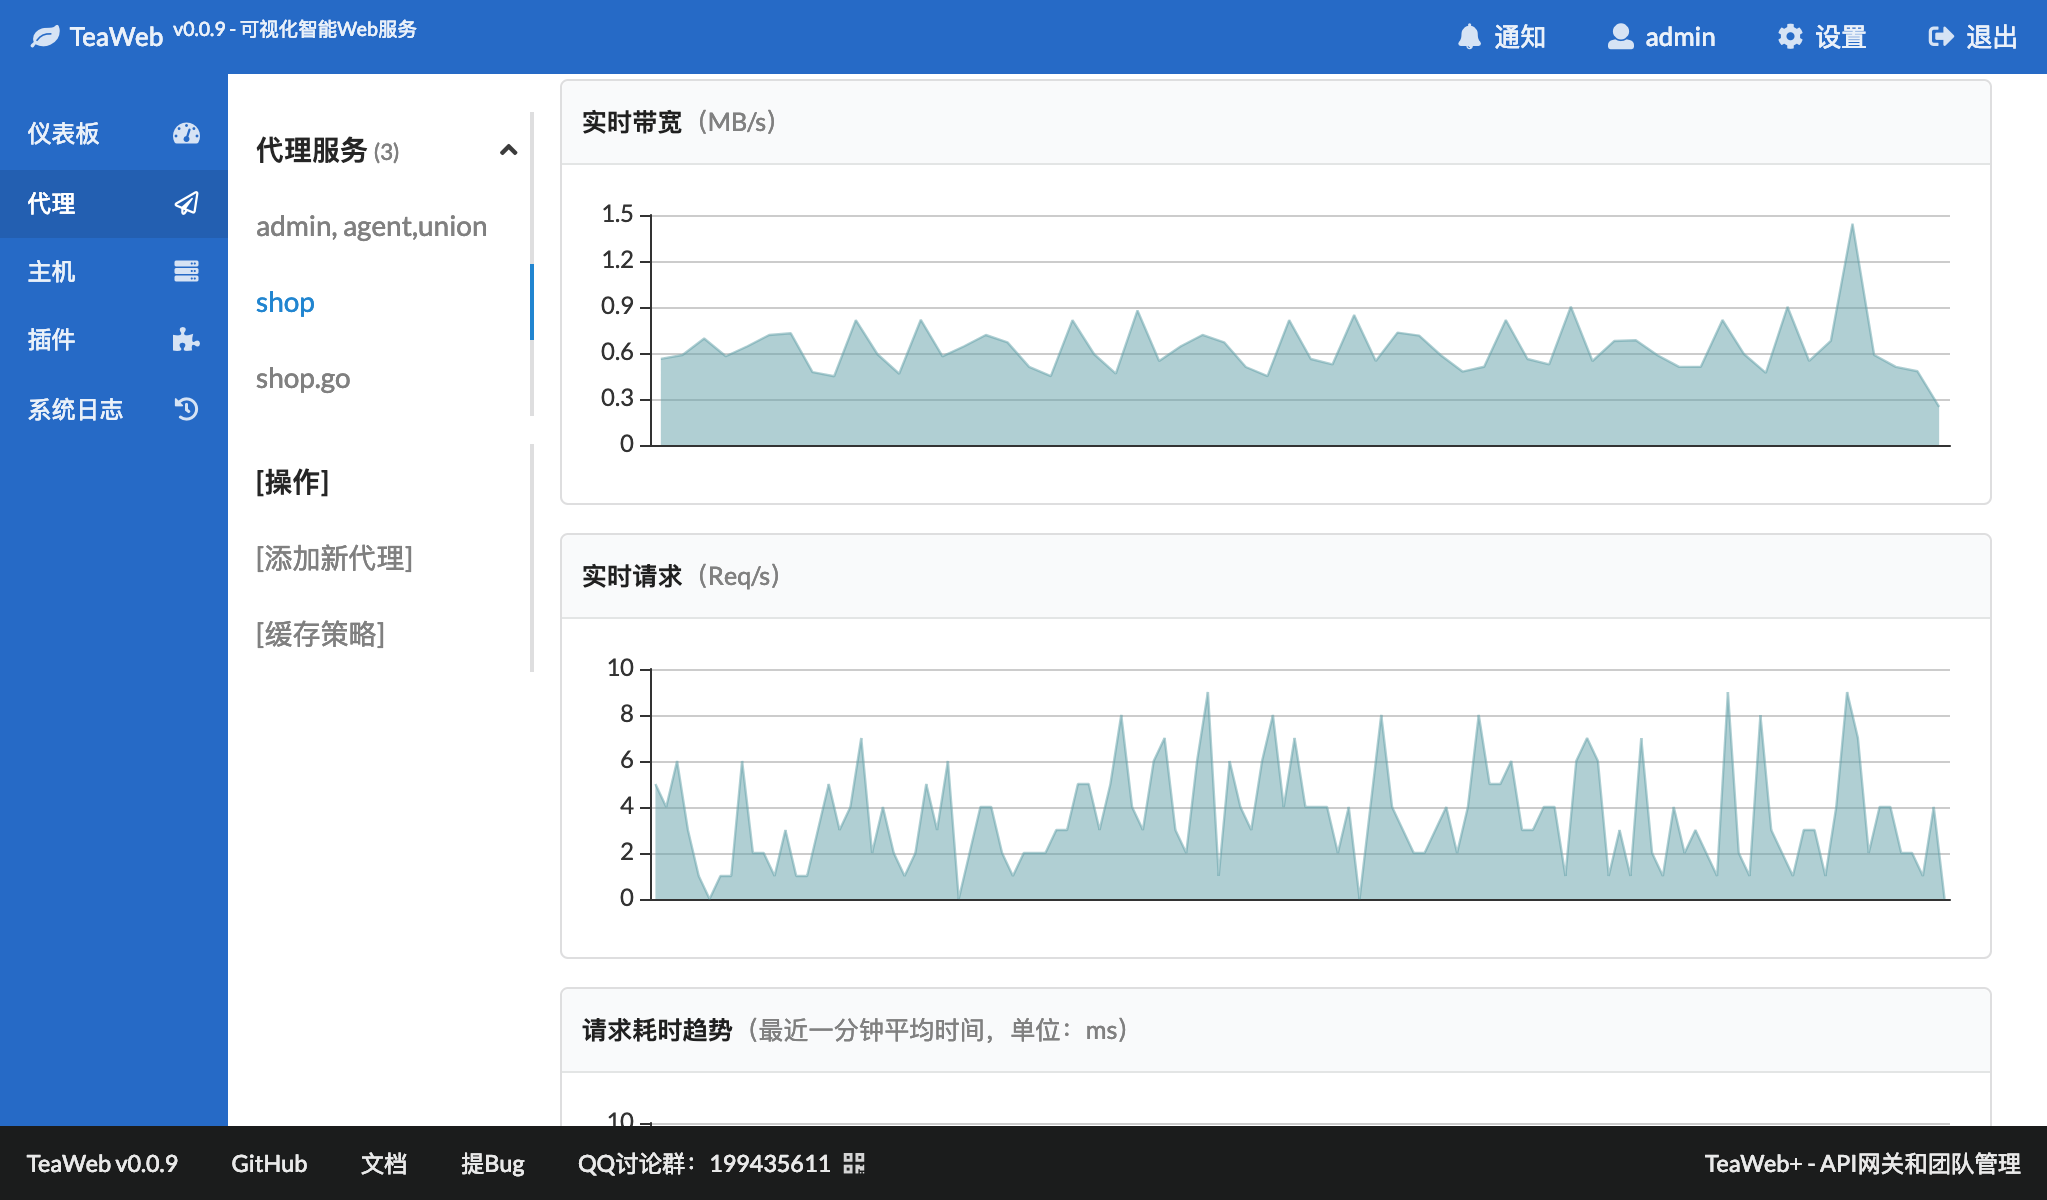 TeaWeb v0.0.9 - 可视化智能Web服务
通知
admin
设置
退出
仪表板
代理
主机
插件
系统日志
代理服务 (3)
admin, agent,union
shop
shop.go
[操作]
[添加新代理]
[缓存策略]
实时带宽（MB/s）
1.5
1.2
0.9
0.6
0.3
0
实时请求（Req/s）
10
8
6
4
2
0
请求耗时趋势（最近一分钟平均时间，单位：ms）
10
TeaWeb v0.0.9
GitHub
文档
提Bug
QQ讨论群：199435611
TeaWeb+ - API网关和团队管理